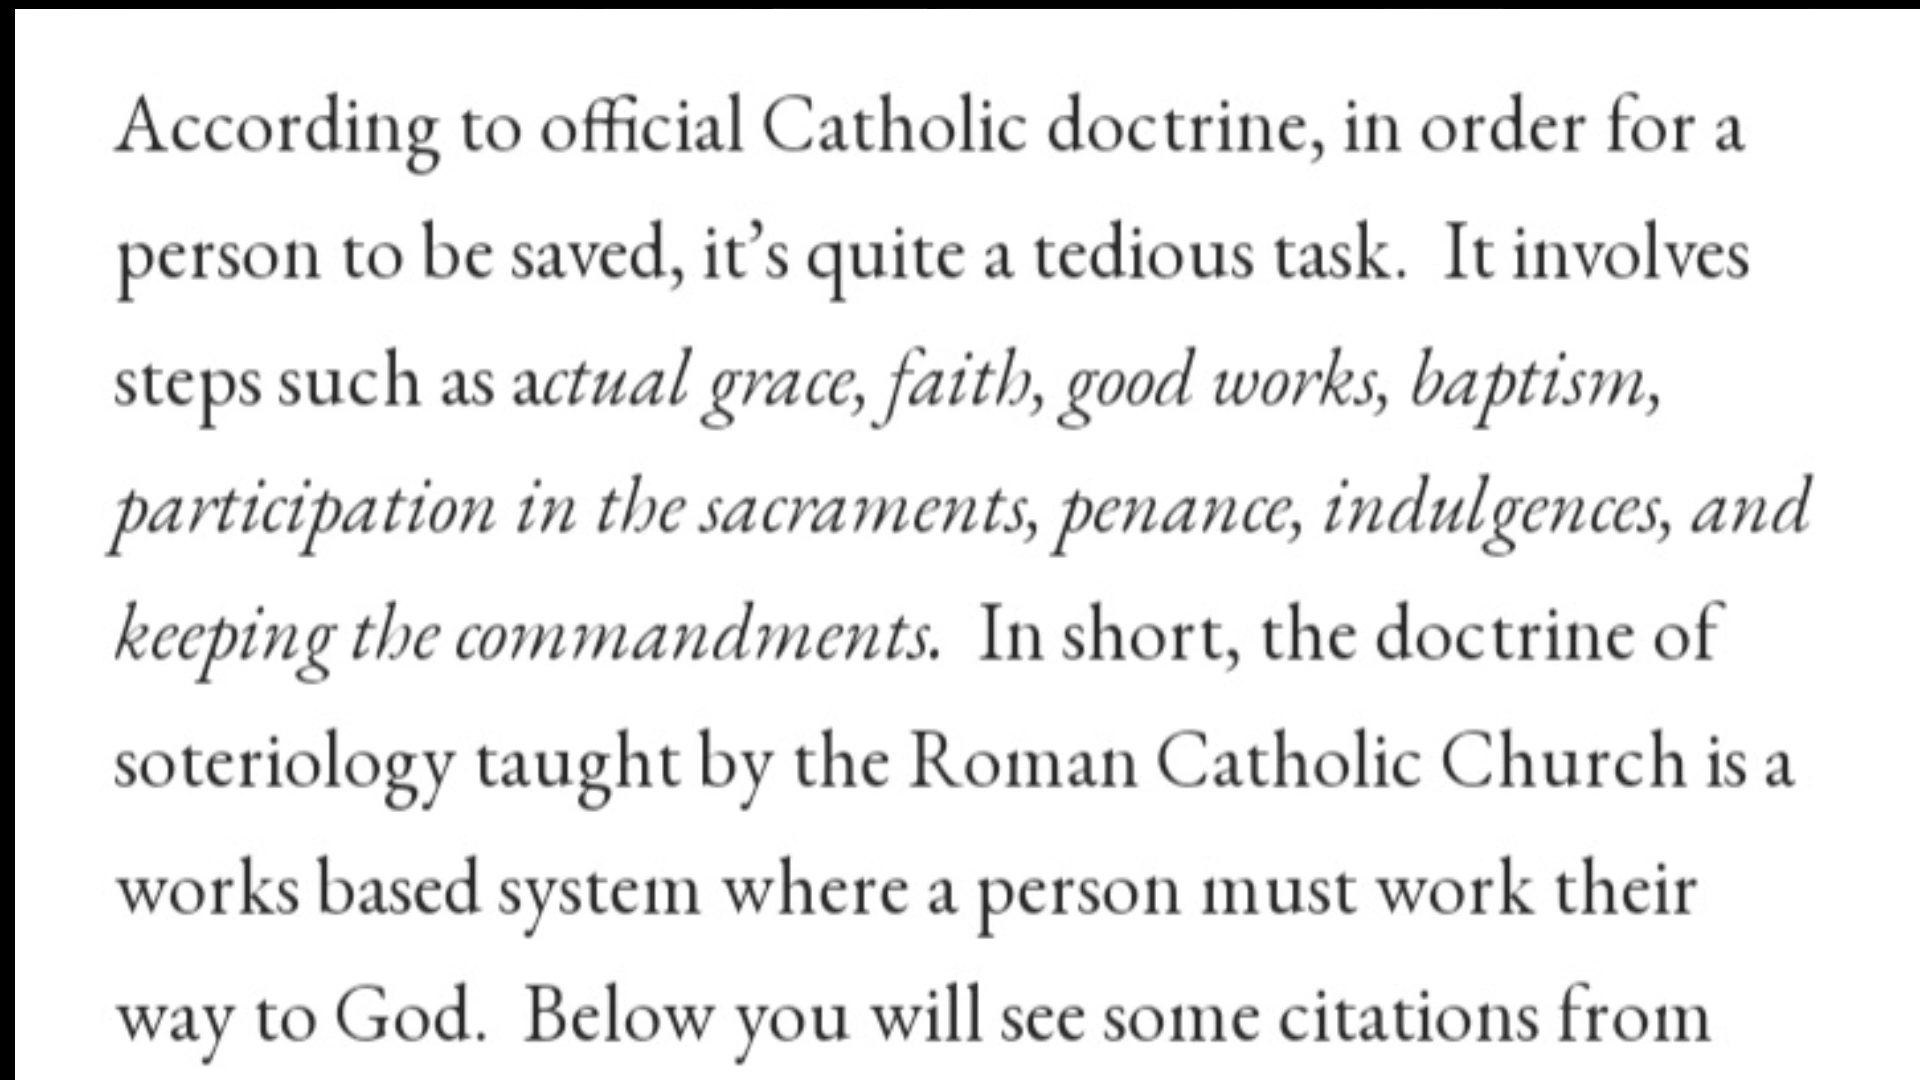 According to official Catholic doctrine, in order for a
person to be saved, it’s quite a tedious task.  It involves
steps such as actual grace, faith, good works, baptism,
participation in the sacraments, penance, indulgences, and
keeping the commandments.  In short, the doctrine of
soteriology taught by the Roman Catholic Church is a
works based system where a person must work their
way to God.  Below you will see some citations from